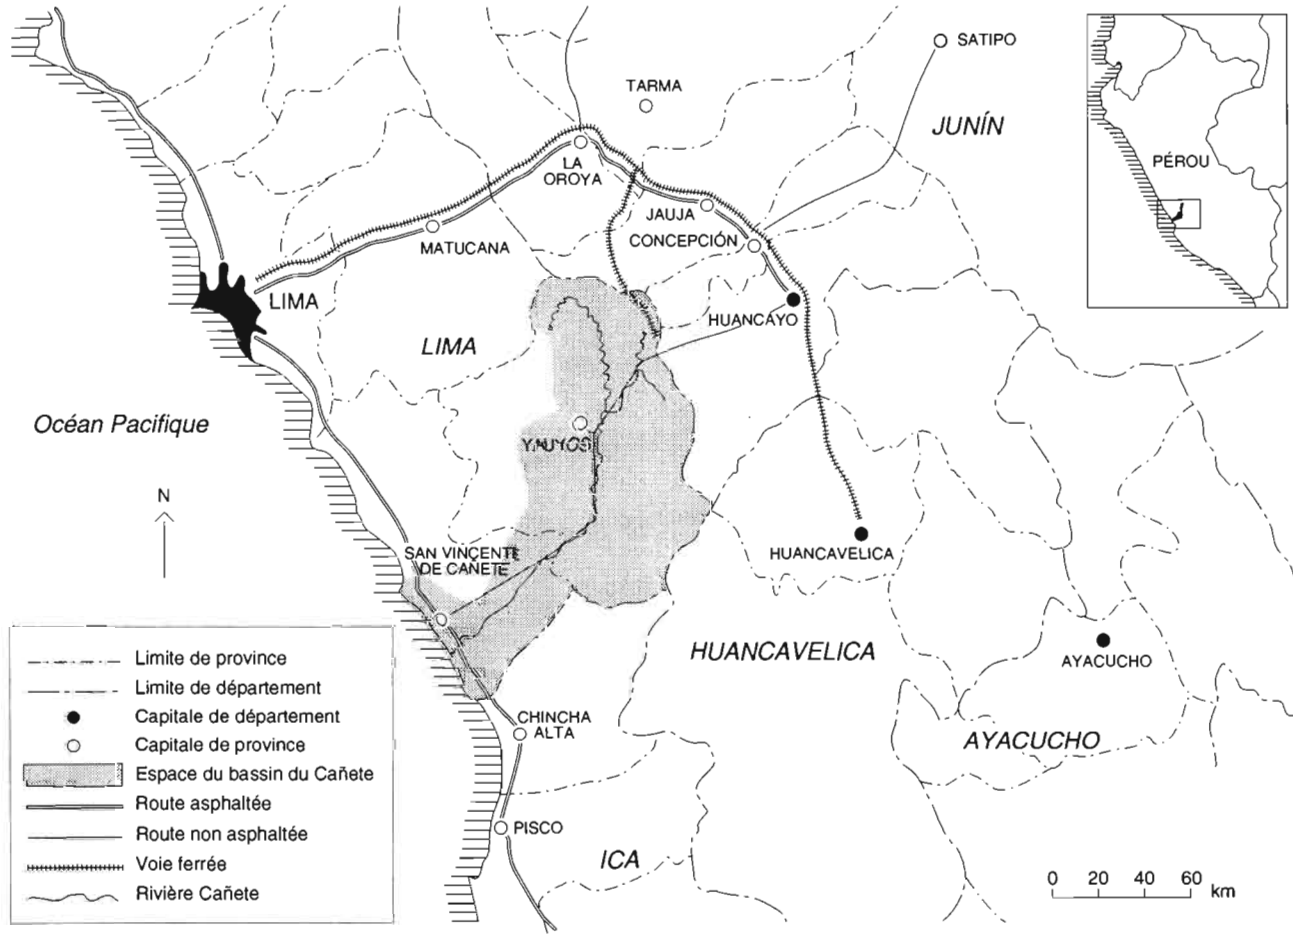 SATIPO
TARMA
JUNÍN
PÉROU
LA
OROYA
JAUJA
CONCEPCIÓN
MATUCANA
LIMA
HUANCAYO
LIMA
Océan Pacifique
YAUYOS
N
SAN VINCENTE
DE CAÑETE
HUANCAVELICA
HUANCAVELICA
AYACUCHO
CHINCHA
ALTA
AYACUCHO
PISCO
ICA
Limite de province
Limite de département
Capitale de département
Capitale de province
Espace du bassin du Cañete
Route asphaltée
Route non asphaltée
Voie ferrée
Rivière Cañete
0 20 40 60 km